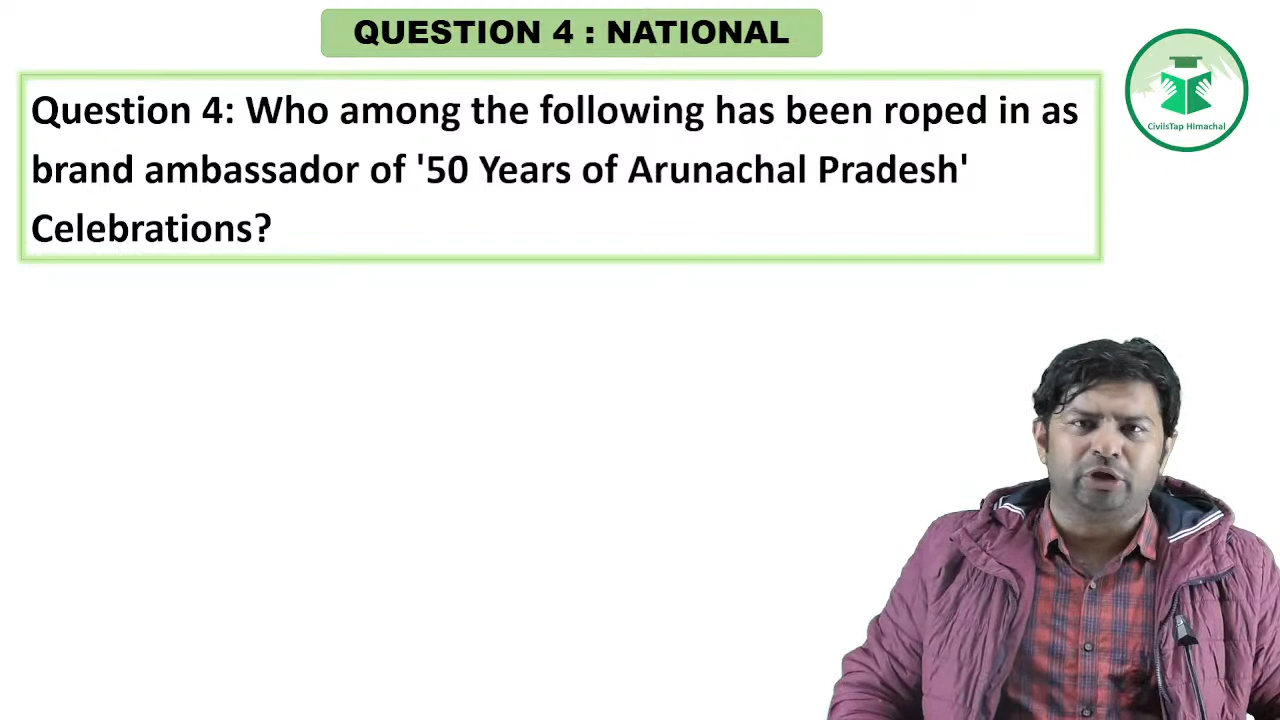 QUESTION 4 : NATIONAL
Question 4: Who among the following has been roped in as
brand ambassador of '50 Years of Arunachal Pradesh'
Celebrations?
CivilsTap Himachal